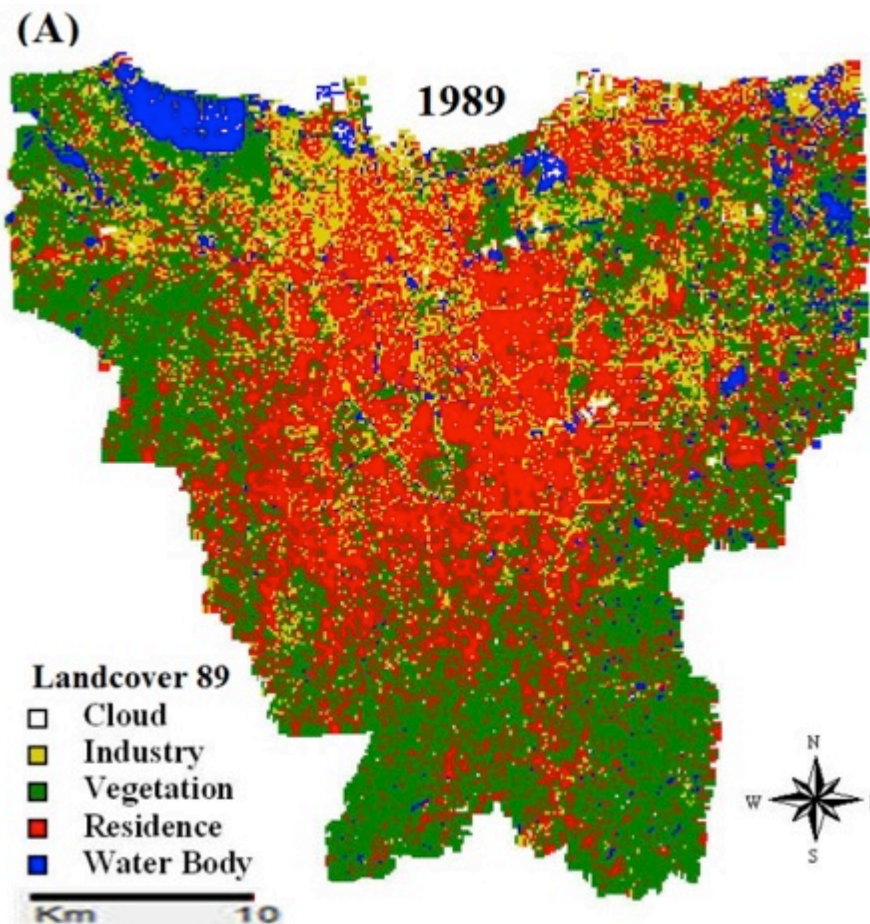 (A)
1989
Landcover 89
Cloud
Industry
Vegetation
Residence
Water Body
N
W
S
Km 10